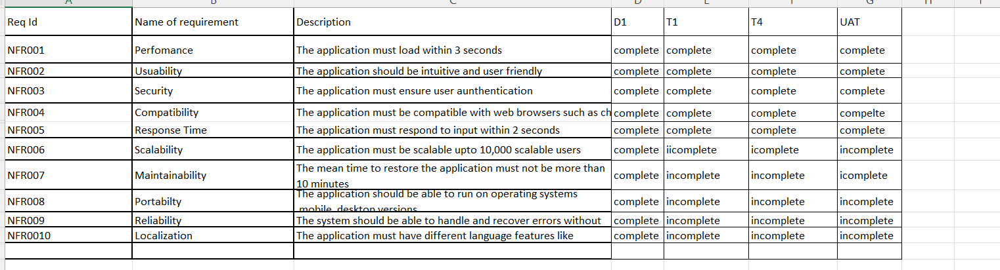 A B C D E F G H I
Req Id Name of requirement Description D1 T1 T4 UAT
NFR001 Perfomance The application must load within 3 seconds complete complete complete complete
NFR002 Usuability The application should be intuitive and user friendly complete complete complete complete
NFR003 Security The application must ensure user aunthentication complete complete complete complete
NFR004 Compatibility The application must be compatible with web browsers such as ch complete complete complete compelte
NFR005 Response Time The application must respond to input within 2 seconds complete complete complete complete
NFR006 Scalability The application must be scalable upto 10,000 scalable users complete iicomplete icomplete incomplete
NFR007 Maintainability The mean time to restore the application must not be more than
10 minutes complete incomplete incomplete icomplete
NFR008 Portabilty The application should be able to run on operating systems
mobile, desktop versions complete incomplete incomplete incomplete
NFR009 Reliability The system should be able to handle and recover errors without complete incomplete incomplete incomplete
NFR0010 Localization The application must have different language features like complete incomplete incomplete incomplete